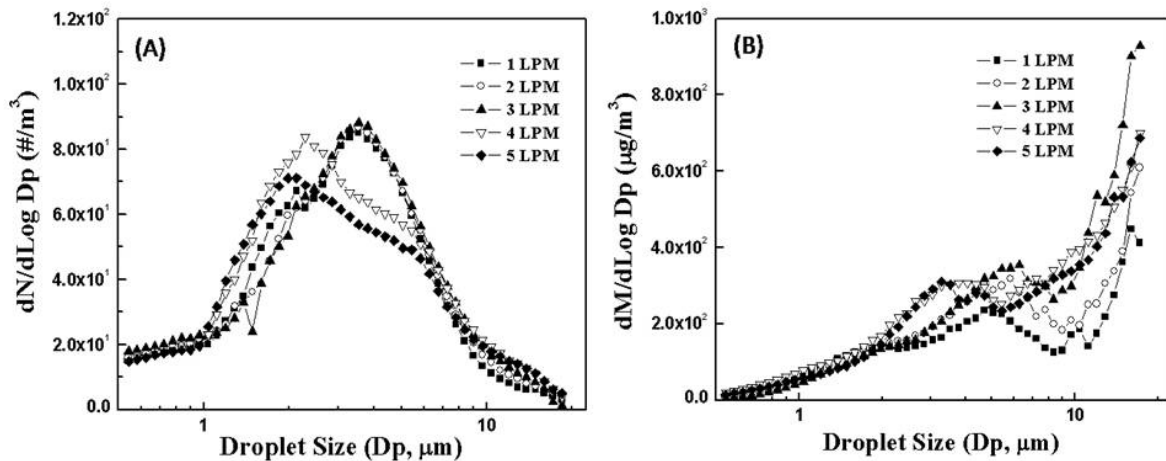 (A)
1 LPM
2 LPM
3 LPM
4 LPM
5 LPM
dN/dLog Dp (#/m³)
1.2x10²
1.0x10²
8.0x10¹
6.0x10¹
4.0x10¹
2.0x10¹
0.0
1
10
Droplet Size (Dp, μm)
(B)
1 LPM
2 LPM
3 LPM
4 LPM
5 LPM
dM/dLog Dp (μg/m³)
1.0x10³
8.0x10²
6.0x10²
4.0x10²
2.0x10²
0.0
1
10
Droplet Size (Dp, μm)